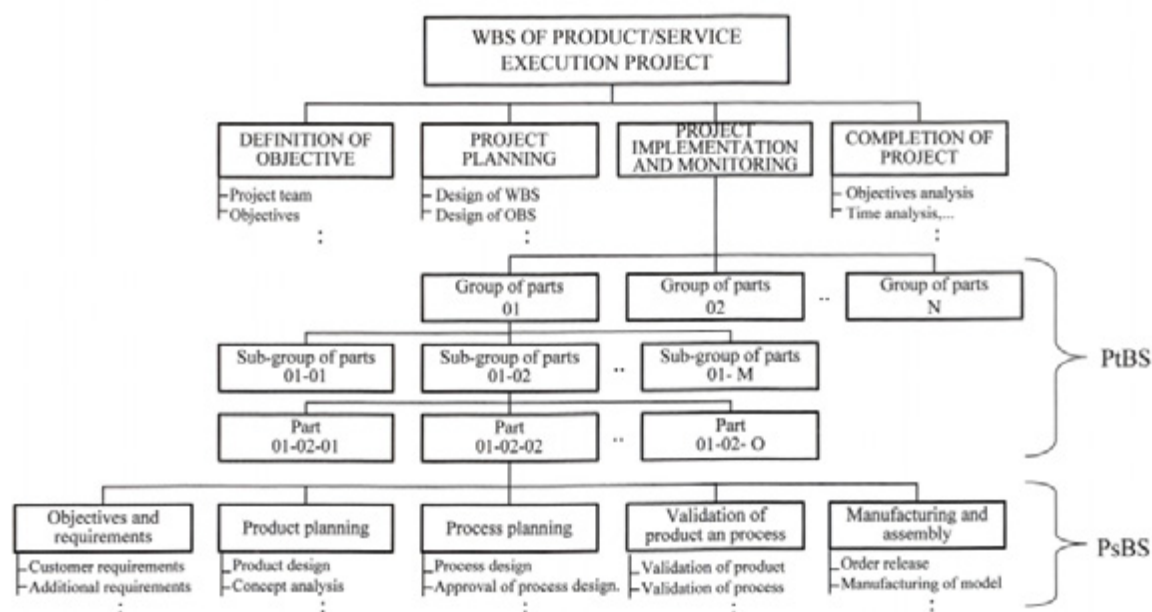 WBS OF PRODUCT/SERVICE
EXECUTION PROJECT
DEFINITION OF
OBJECTIVE
Project team
Objectives
PROJECT
PLANNING
Design of WBS
Design of OBS
PROJECT
IMPLEMENTATION
AND MONITORING
COMPLETION OF
PROJECT
Objectives analysis
Time analysis,...
Group of parts
01
Group of parts
02
..
Group of parts
N
Sub-group of parts
01-01
Sub-group of parts
01-02
..
Sub-group of parts
01- M
PtBS
Part
01-02-01
Part
01-02-02
..
Part
01-02- O
Objectives and
requirements
Customer requirements
Additional requirements
Product planning
Product design
Concept analysis
Process planning
Process design
Approval of process design.
Validation of
product an process
Validation of product
Validation of process
Manufacturing and
assembly
Order release
Manufacturing of model
PsBS